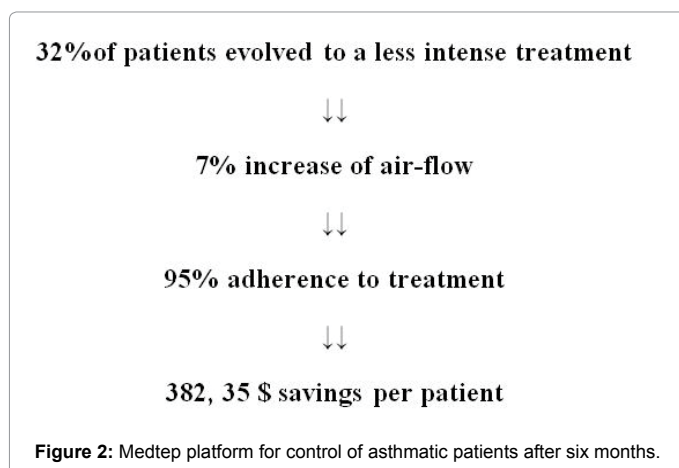 32%of patients evolved to a less intense treatment
↓↓
7% increase of air-flow
↓↓
95% adherence to treatment
↓↓
382, 35 $ savings per patient
Figure 2: Medtep platform for control of asthmatic patients after six months.